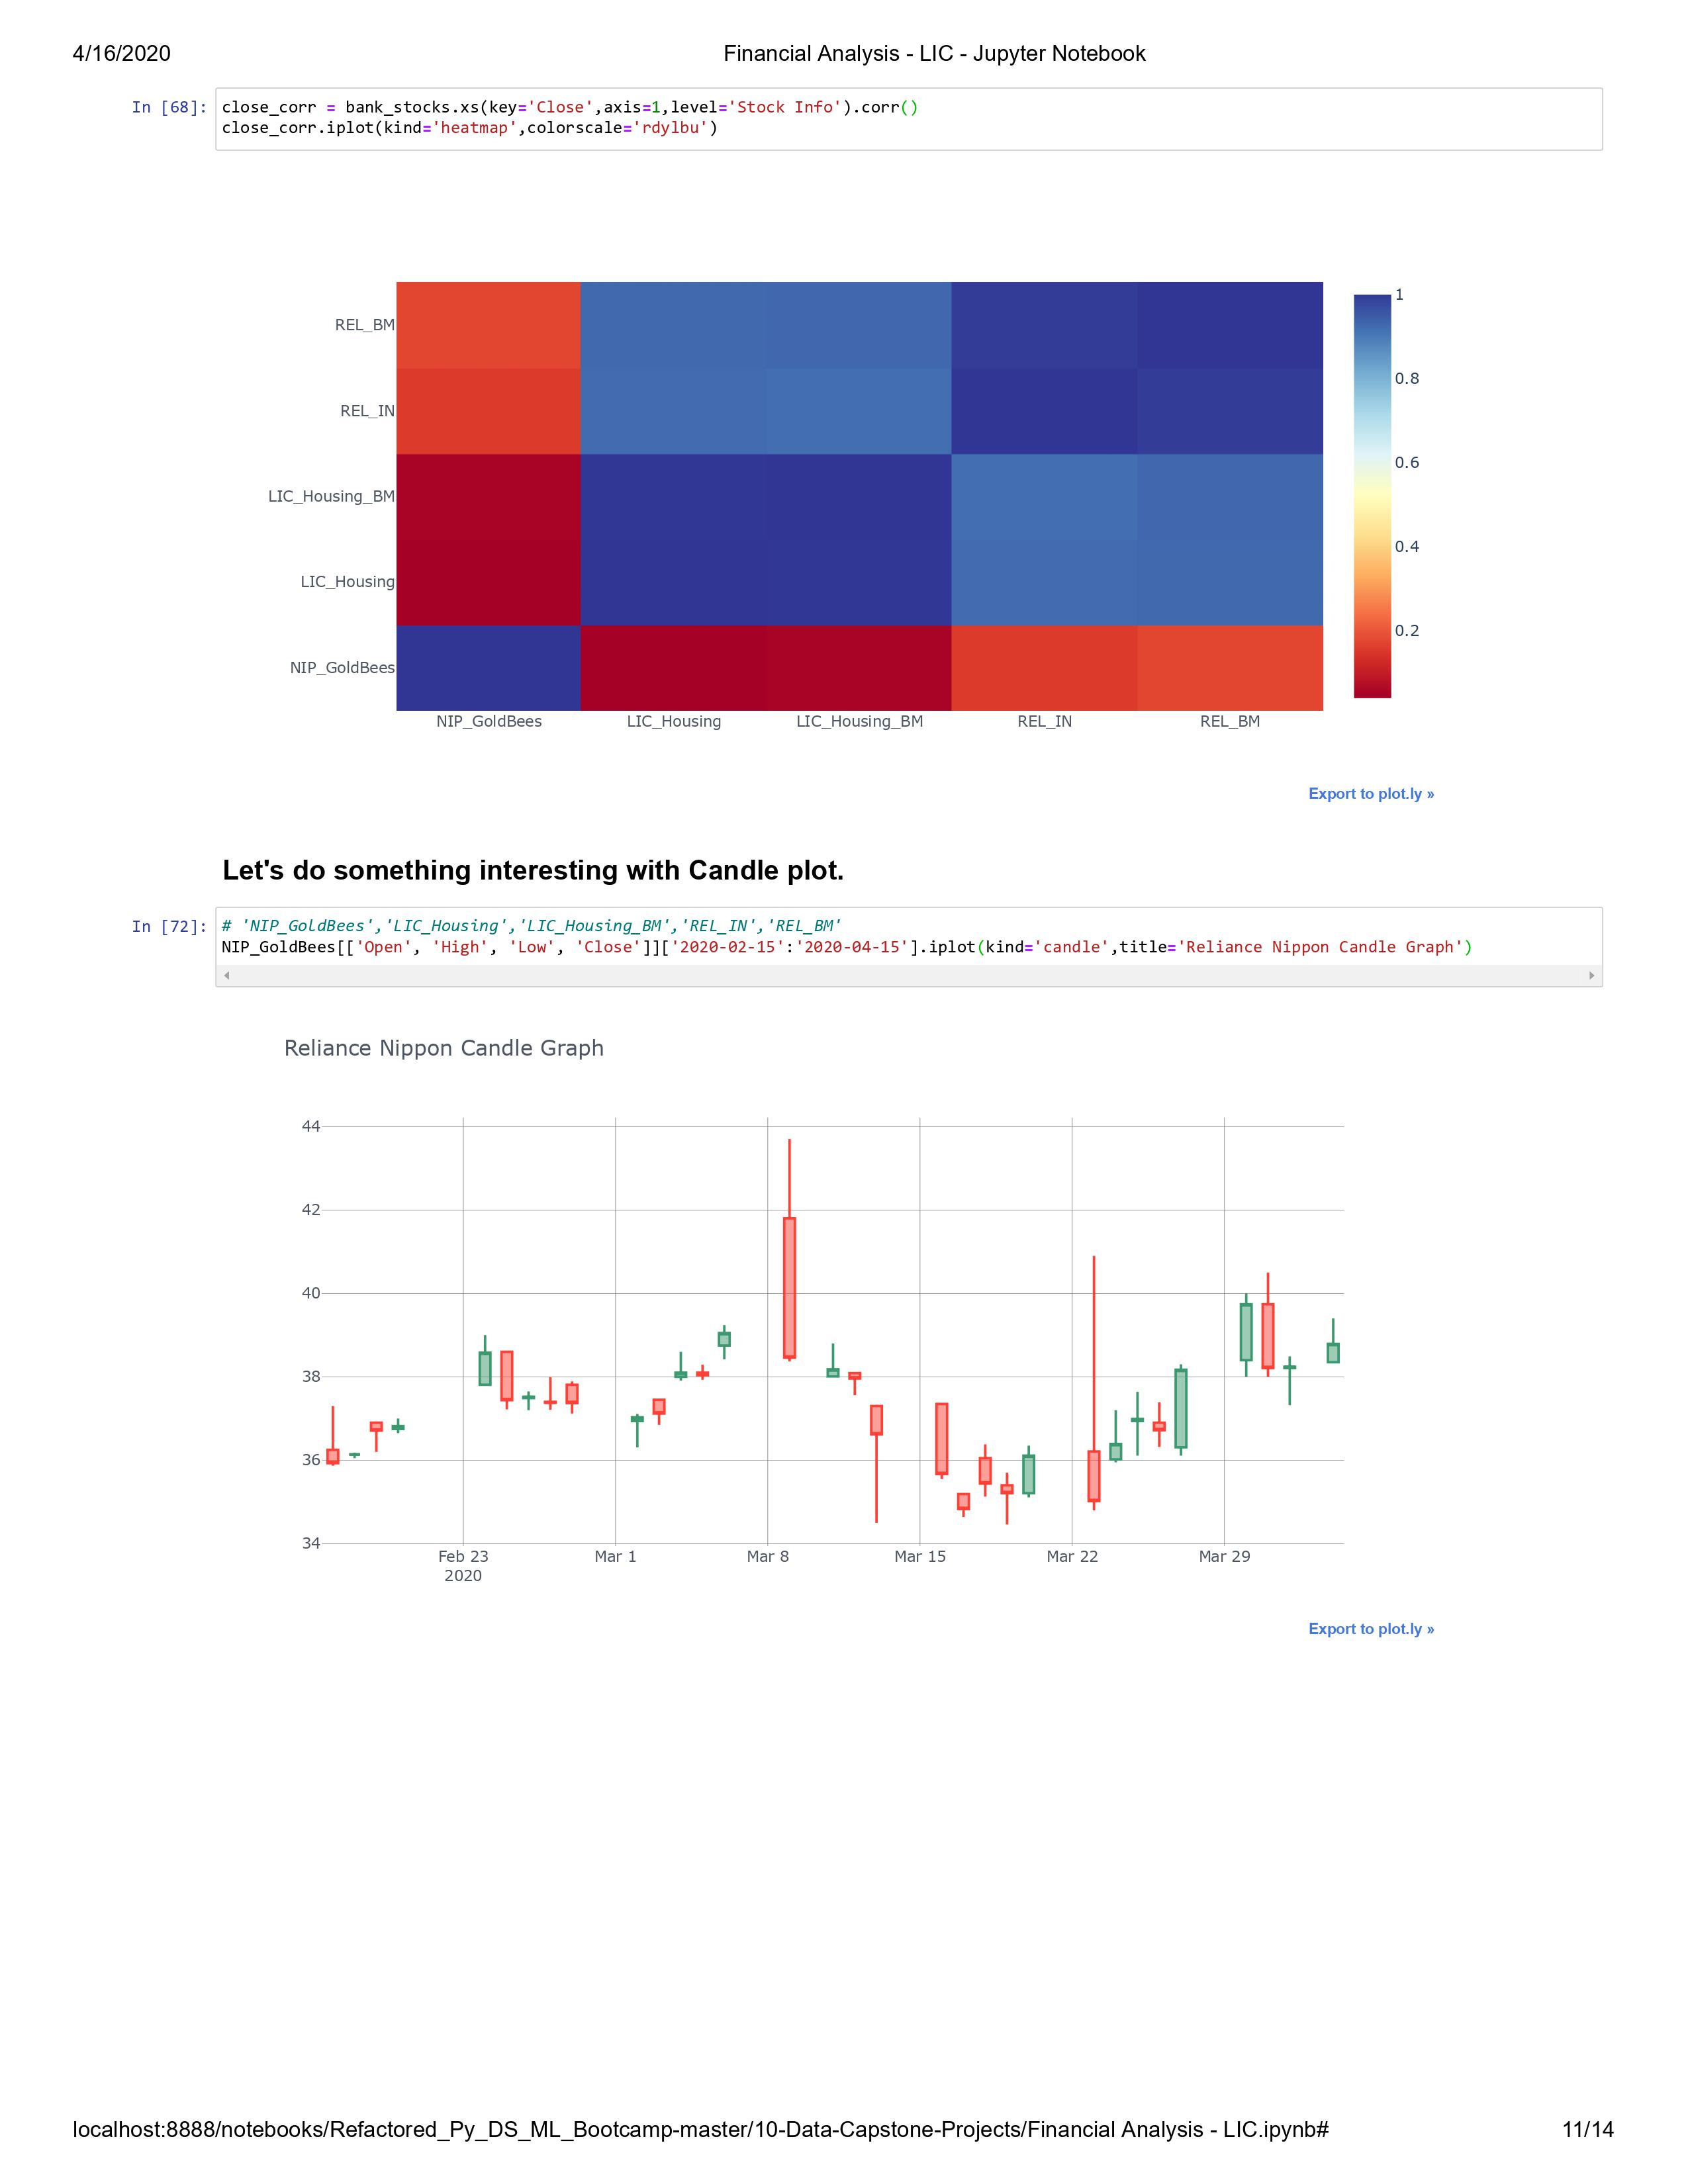 4/16/2020 Financial Analysis - LIC - Jupyter Notebook
In [68]: close_corr = bank_stocks.xs(key='Close',axis=1,level='Stock Info').corr()
close_corr.iplot(kind='heatmap',colorscale='rdylbu')
1
REL_BM
0.8
REL_IN
0.6
LIC_Housing_BM
0.4
LIC_Housing
0.2
NIP_GoldBees
NIP_GoldBees LIC_Housing LIC_Housing_BM REL_IN REL_BM
Export to plot.ly »
Let's do something interesting with Candle plot.
In [72]: # 'NIP_GoldBees','LIC_Housing','LIC_Housing_BM','REL_IN','REL_BM'
NIP_GoldBees[['Open', 'High', 'Low', 'Close']]['2020-02-15':'2020-04-15'].iplot(kind='candle',title='Reliance Nippon Candle Graph')
Reliance Nippon Candle Graph
44
42
40
38
36
34
Feb 23 Mar 1 Mar 8 Mar 15 Mar 22 Mar 29
2020
Export to plot.ly »
localhost:8888/notebooks/Refactored_Py_DS_ML_Bootcamp-master/10-Data-Capstone-Projects/Financial Analysis - LIC.ipynb# 11/14